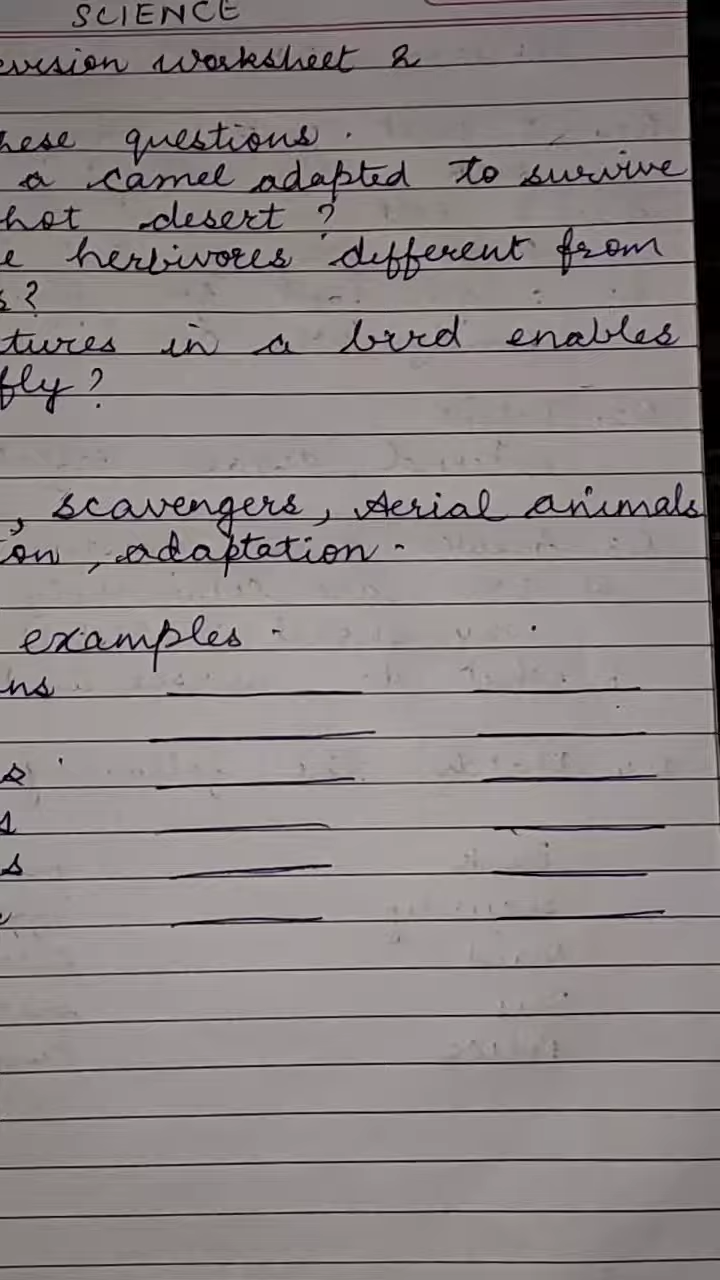 SCIENCE
evision worksheet 2
hese questions.
a camel adapted to survive
hot desert ?
e herbivores different from
s ?
tures in a bird enables
fly ?
, scavengers, Aerial animals
on, adaptation.
examples -
ns
s
s